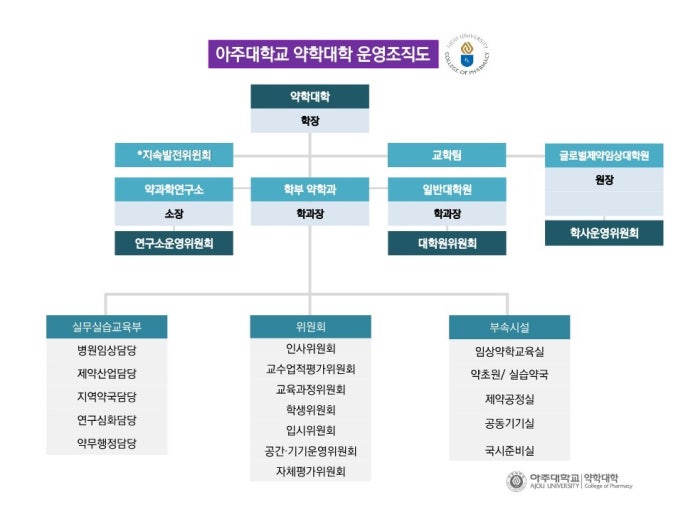 아주대학교 약학대학 운영조직도
AJOU UNIVERSITY
COLLEGE OF PHARMACY
약학대학
학장
*지속발전위원회
교학팀
글로벌제약임상대학원
원장
학사운영위원회
약과학연구소
소장
연구소운영위원회
학부 약학과
학과장
일반대학원
학과장
대학원위원회
실무실습교육부
병원임상담당
제약산업담당
지역약국담당
연구심화담당
약무행정담당
위원회
인사위원회
교수업적평가위원회
교육과정위원회
학생위원회
입시위원회
공간·기기운영위원회
자체평가위원회
부속시설
임상약학교육실
약초원/ 실습약국
제약공정실
공동기기실
국시준비실
아주대학교 약학대학
AJOU UNIVERSITY College of Pharmacy